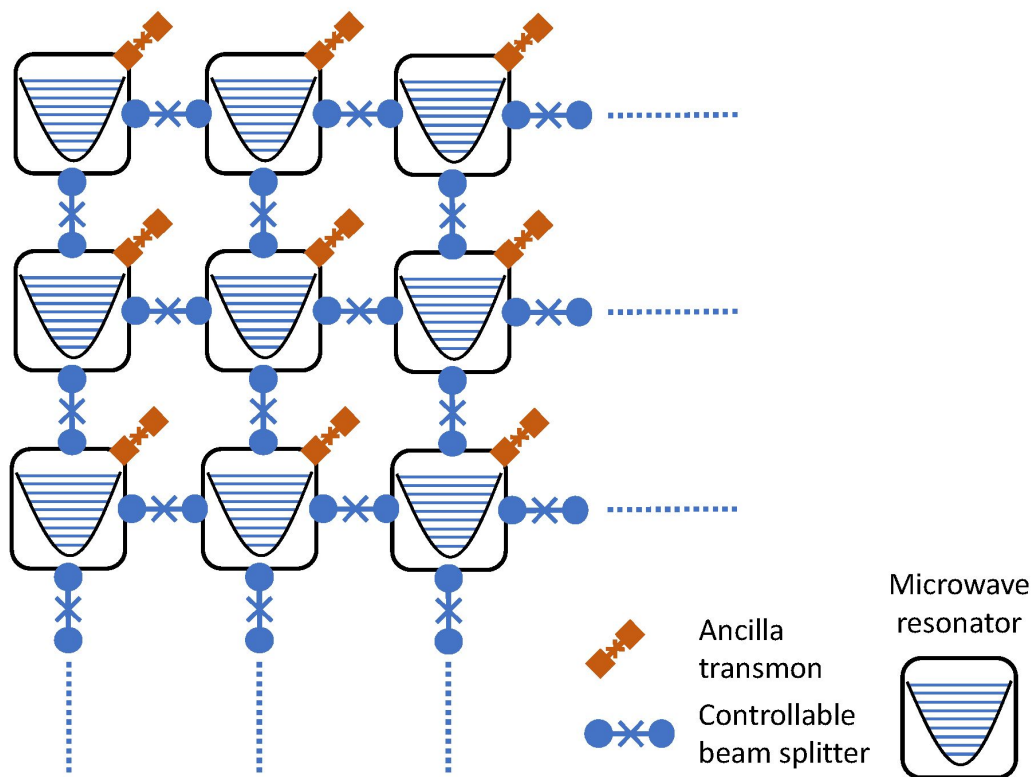 Microwave
resonator
Ancilla
transmon
Controllable
beam splitter